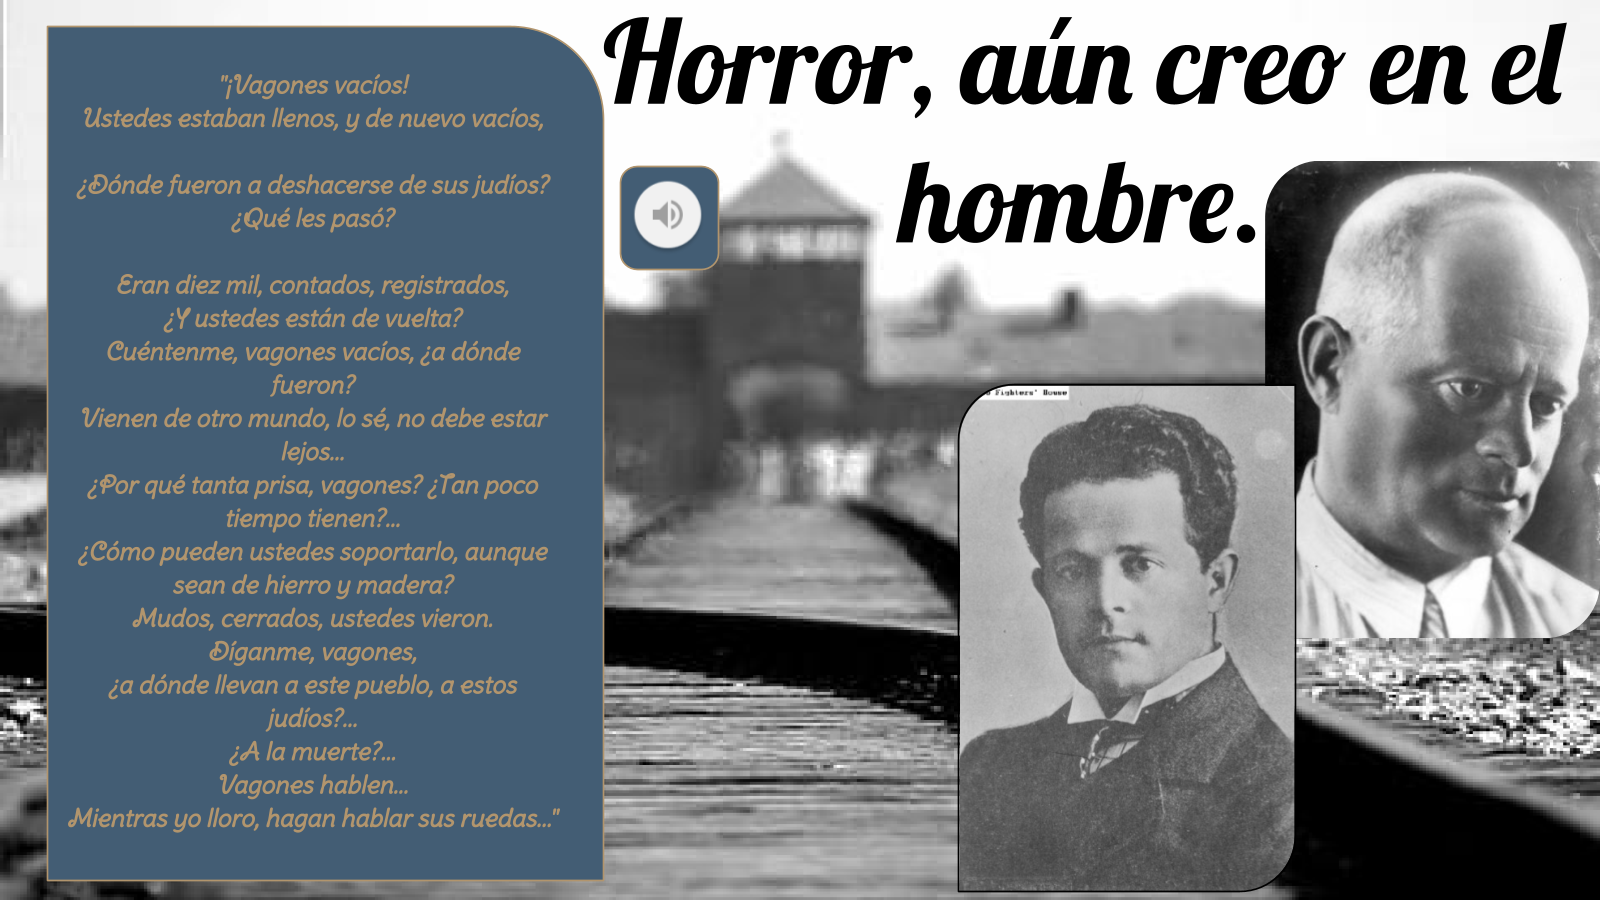 Horror, aún creo en el
hombre.
"¡Vagones vacíos!
Ustedes estaban llenos, y de nuevo vacíos,
¿Dónde fueron a deshacerse de sus judíos?
¿Qué les pasó?
Eran diez mil, contados, registrados,
¿Y ustedes están de vuelta?
Cuéntenme, vagones vacíos, ¿a dónde
fueron?
Vienen de otro mundo, lo sé, no debe estar
lejos...
¿Por qué tanta prisa, vagones? ¿Tan poco
tiempo tienen?...
¿Cómo pueden ustedes soportarlo, aunque
sean de hierro y madera?
Mudos, cerrados, ustedes vieron.
Díganme, vagones,
¿a dónde llevan a este pueblo, a estos
judíos?...
¿A la muerte?...
Vagones hablen...
Mientras yo lloro, hagan hablar sus ruedas..."
Fighters' House